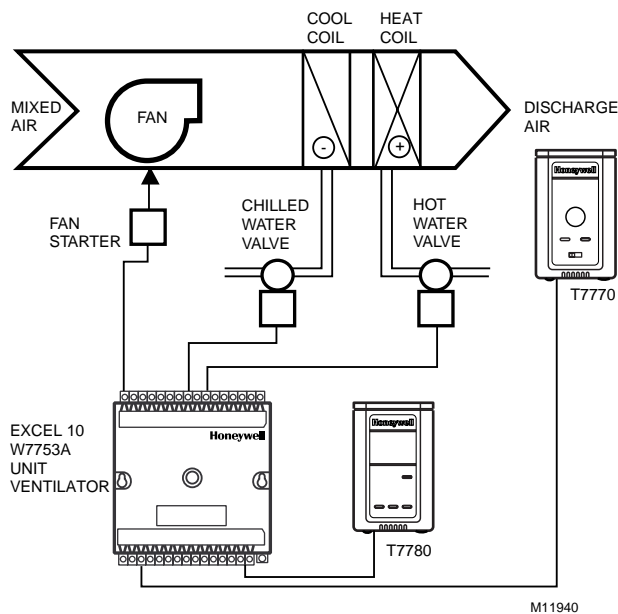 COOL
COIL
HEAT
COIL
MIXED
AIR
FAN
-
+
DISCHARGE
AIR
Honeywell
T7770
FAN
STARTER
CHILLED
WATER
VALVE
HOT
WATER
VALVE
EXCEL 10
W7753A
UNIT
VENTILATOR
Honeywell
Honeywell
T7780
M11940